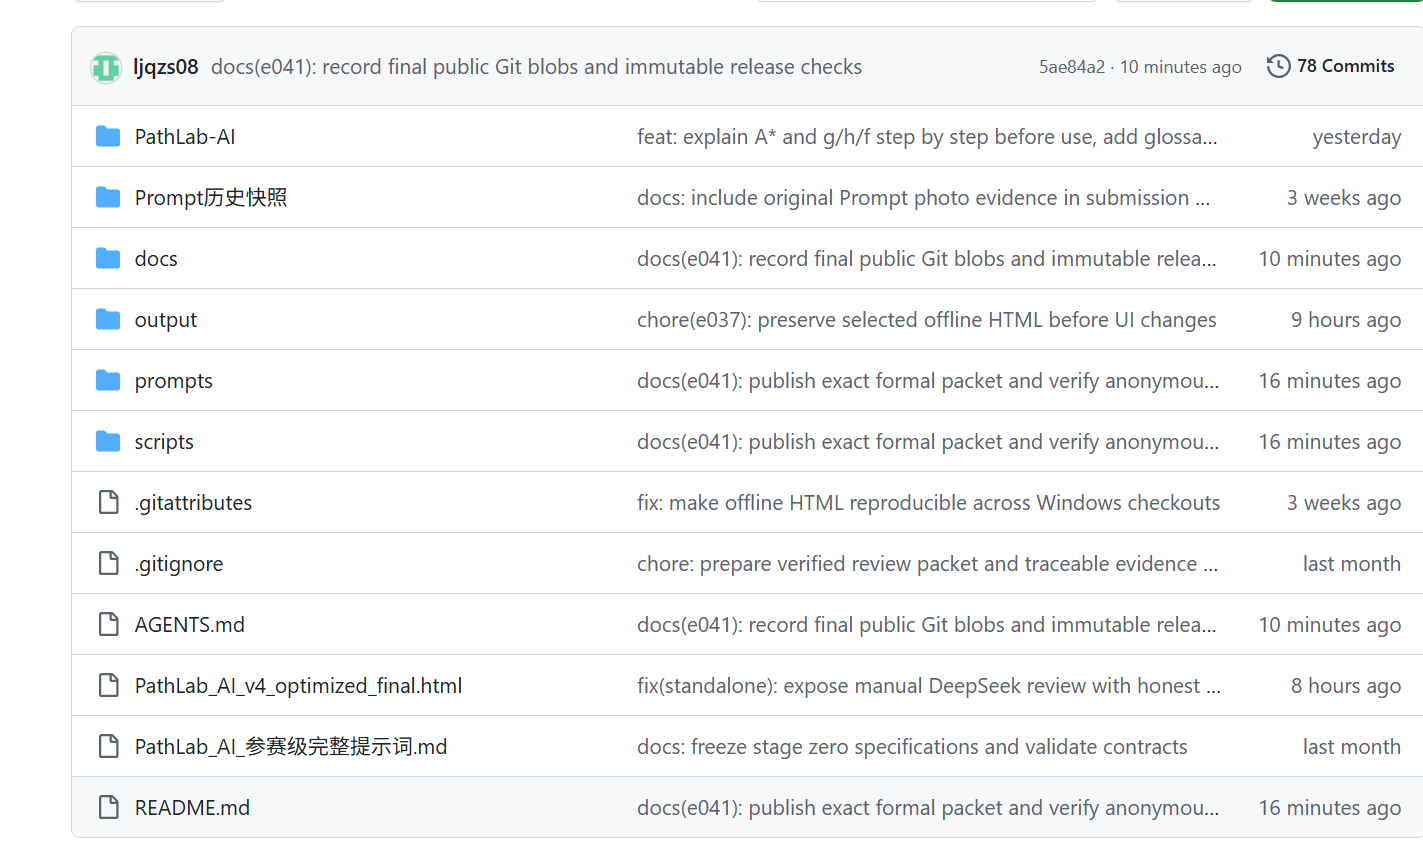 ljqzs08 docs(e041): record final public Git blobs and immutable release checks 5ae84a2 · 10 minutes ago 78 Commits
PathLab-AI feat: explain A* and g/h/f step by step before use, add glossa... yesterday
Prompt历史快照 docs: include original Prompt photo evidence in submission ... 3 weeks ago
docs docs(e041): record final public Git blobs and immutable relea... 10 minutes ago
output chore(e037): preserve selected offline HTML before UI changes 9 hours ago
prompts docs(e041): publish exact formal packet and verify anonymou... 16 minutes ago
scripts docs(e041): publish exact formal packet and verify anonymou... 16 minutes ago
.gitattributes fix: make offline HTML reproducible across Windows checkouts 3 weeks ago
.gitignore chore: prepare verified review packet and traceable evidence ... last month
AGENTS.md docs(e041): record final public Git blobs and immutable relea... 10 minutes ago
PathLab_AI_v4_optimized_final.html fix(standalone): expose manual DeepSeek review with honest ... 8 hours ago
PathLab_AI_参赛级完整提示词.md docs: freeze stage zero specifications and validate contracts last month
README.md docs(e041): publish exact formal packet and verify anonymou... 16 minutes ago